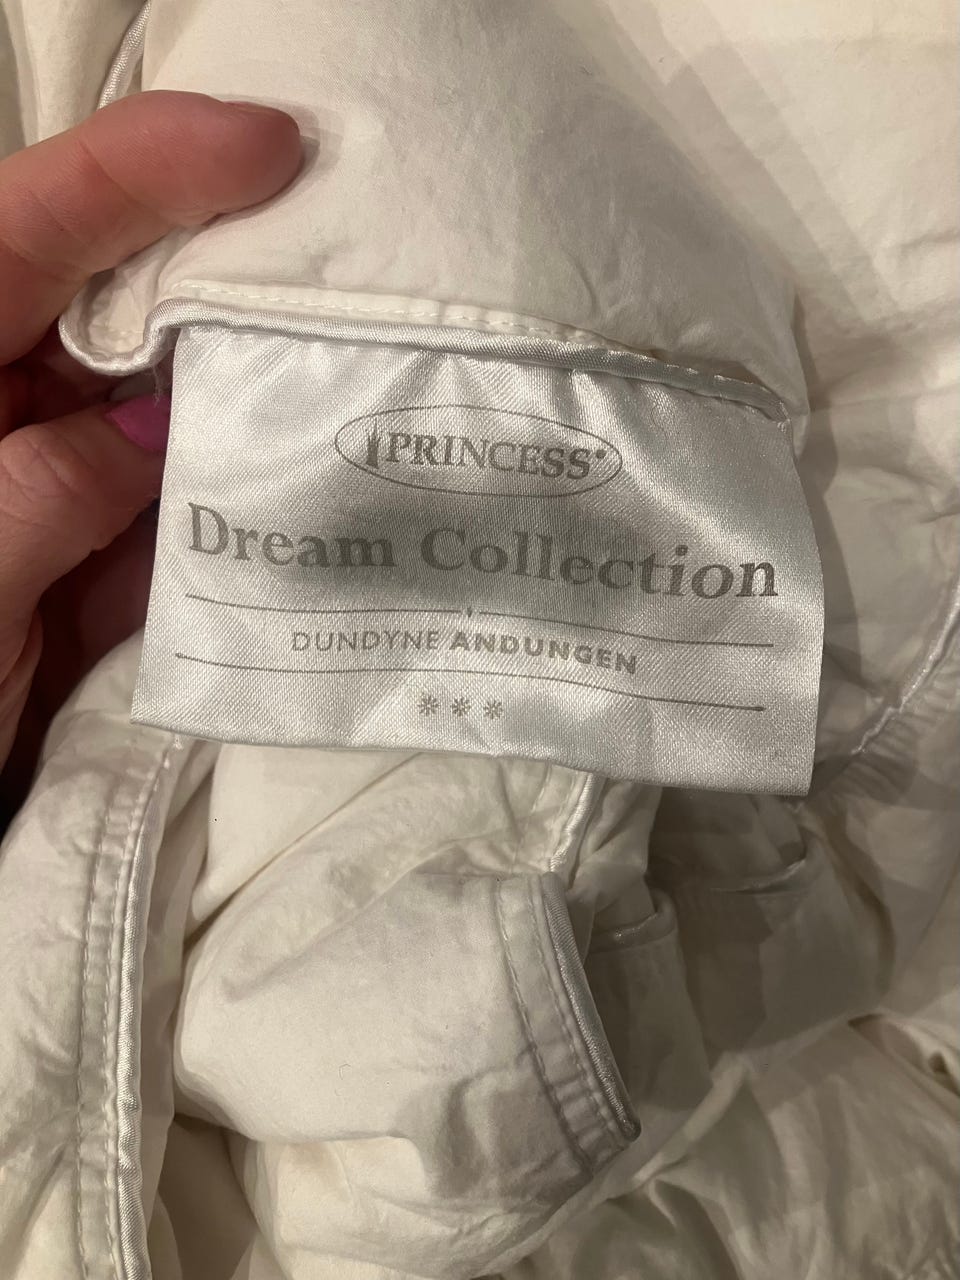 PRINCESS
Dream Collection
DUNDYNE ANDUNGEN
***